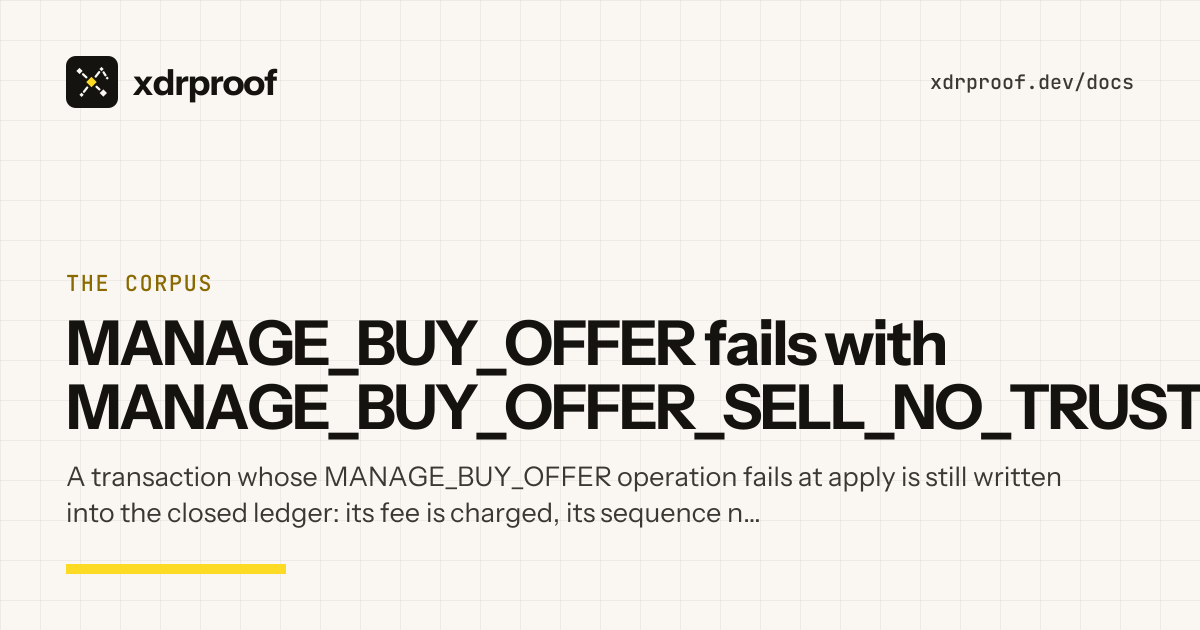 xdrproof
xdrproof.dev/docs
THE CORPUS
MANAGE_BUY_OFFER fails with
MANAGE_BUY_OFFER_SELL_NO_TRUST
A transaction whose MANAGE_BUY_OFFER operation fails at apply is still written
into the closed ledger: its fee is charged, its sequence n…